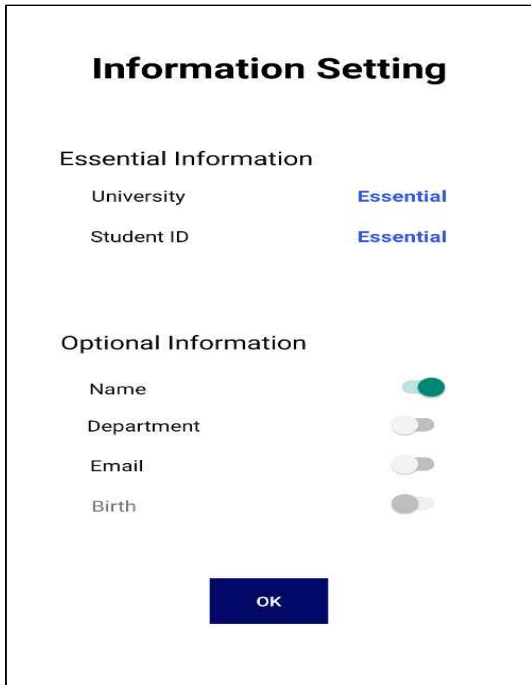 Information Setting
Essential Information
University Essential
Student ID Essential
Optional Information
Name
Department
Email
Birth
OK